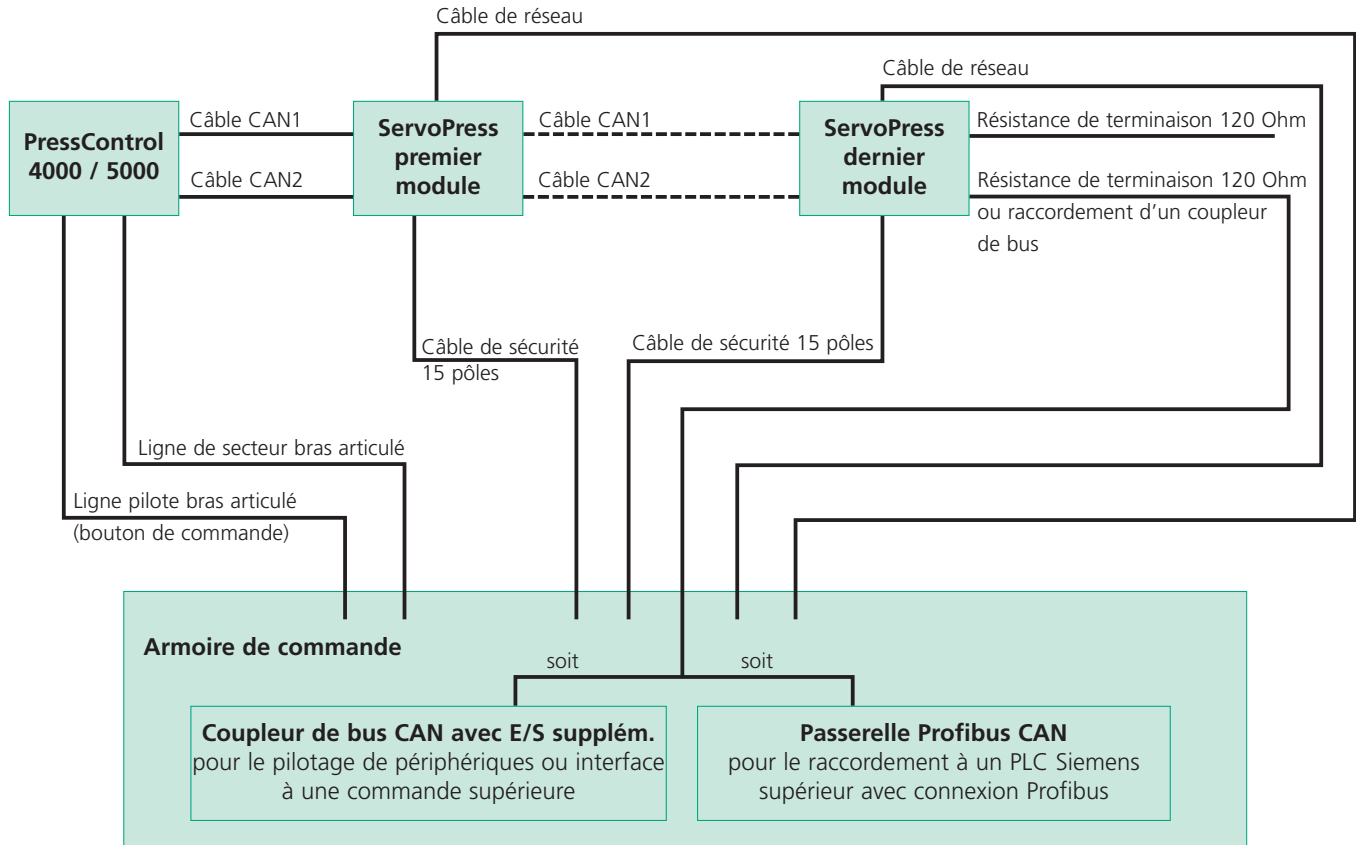 Câble de réseau
Câble de réseau
PressControl
4000 / 5000
Câble CAN1
Câble CAN2
ServoPress
premier
module
Câble CAN1
Câble CAN2
ServoPress
dernier
module
Résistance de terminaison 120 Ohm
Résistance de terminaison 120 Ohm
ou raccordement d'un coupleur
de bus
Câble de sécurité
15 pôles
Câble de sécurité 15 pôles
Ligne de secteur bras articulé
Ligne pilote bras articulé
(bouton de commande)
Armoire de commande
soit
soit
Coupleur de bus CAN avec E/S supplém.
pour le pilotage de périphériques ou interface
à une commande supérieure
Passerelle Profibus CAN
pour le raccordement à un PLC Siemens
supérieur avec connexion Profibus